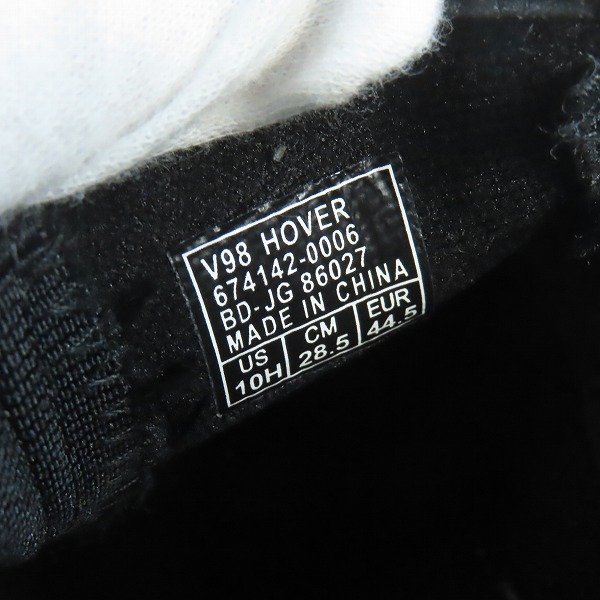 V98 HOVER
674142-0006
BD-JG 86027
MADE IN CHINA
US CM EUR
10H 28.5 44.5